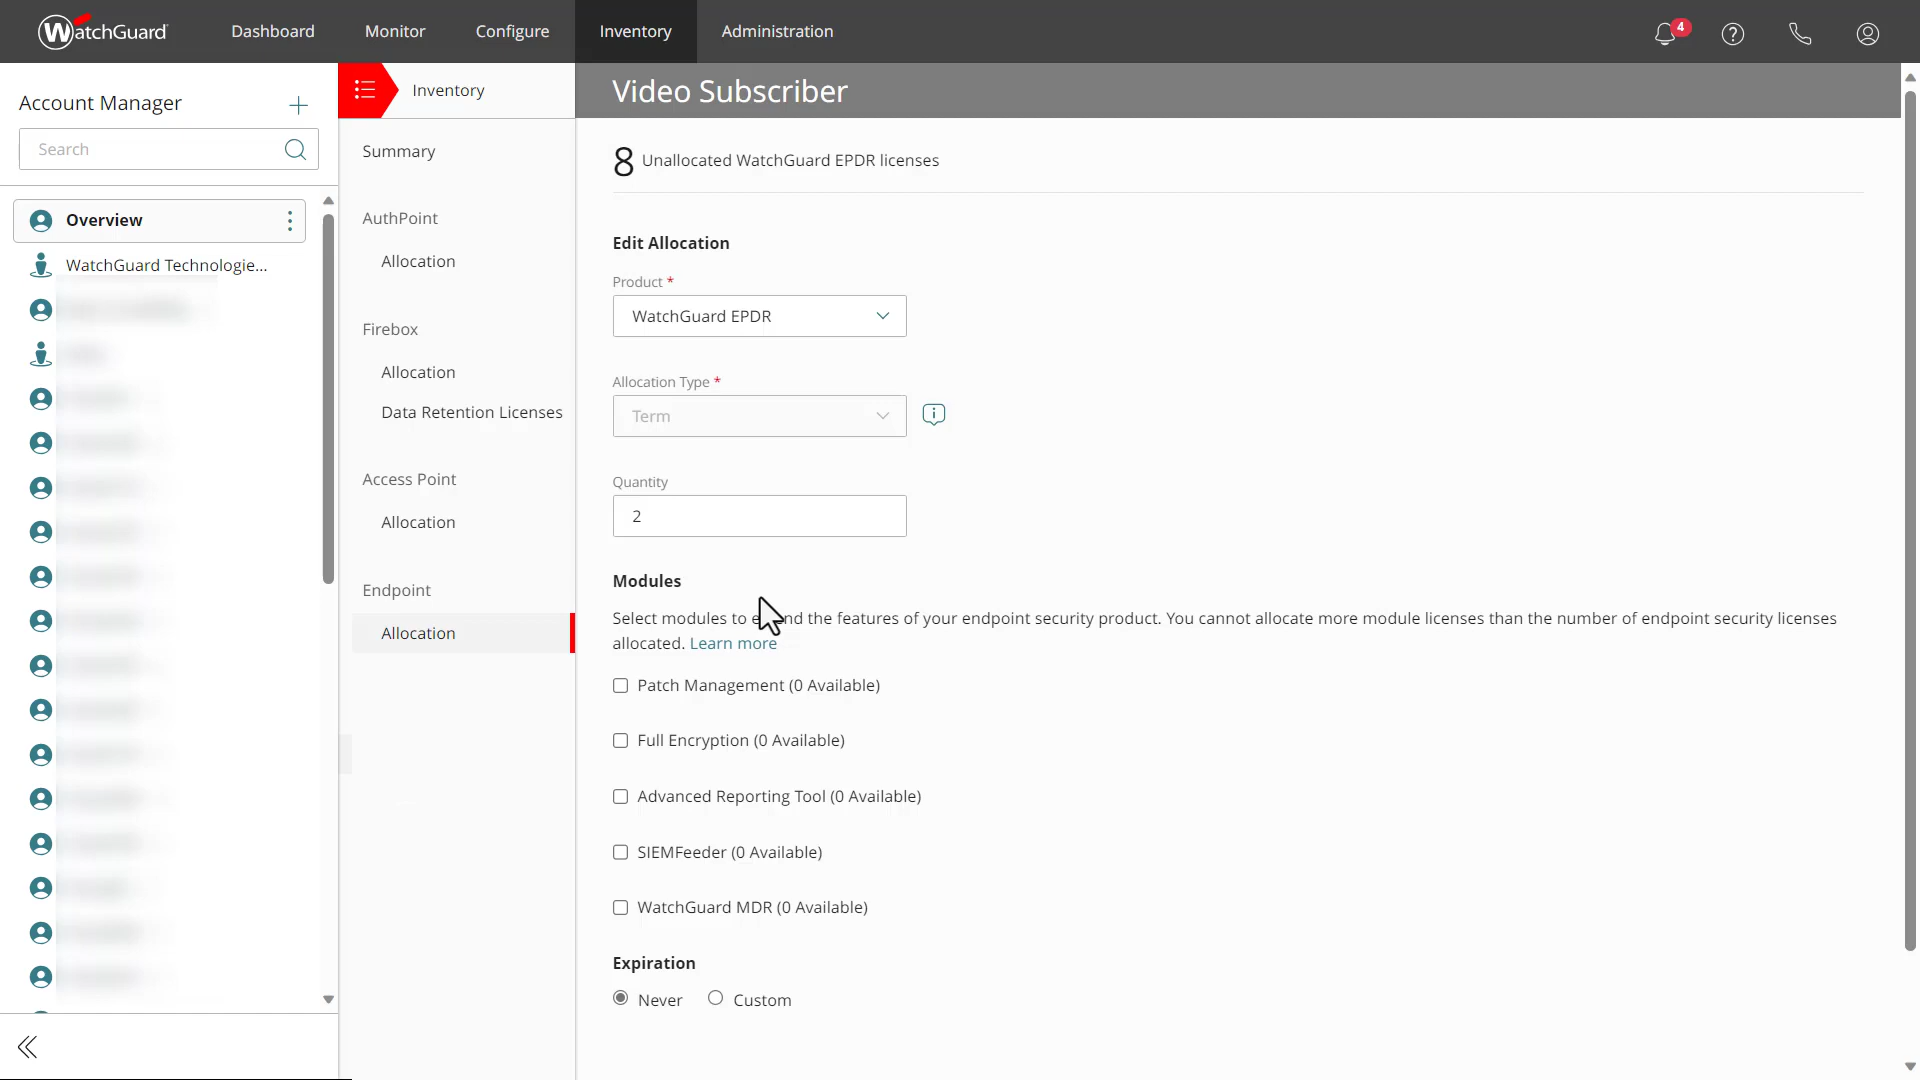 WatchGuard
Dashboard
Monitor
Configure
Inventory
Administration
4
Account Manager
Search
Overview
WatchGuard Technologie...
Inventory
Summary
AuthPoint
Allocation
Firebox
Allocation
Data Retention Licenses
Access Point
Allocation
Endpoint
Allocation
Video Subscriber
8 Unallocated WatchGuard EPDR licenses
Edit Allocation
Product *
WatchGuard EPDR
Allocation Type *
Term
Quantity
2
Modules
Select modules to e nd the features of your endpoint security product. You cannot allocate more module licenses than the number of endpoint security licenses
allocated. Learn more
Patch Management (0 Available)
Full Encryption (0 Available)
Advanced Reporting Tool (0 Available)
SIEMFeeder (0 Available)
WatchGuard MDR (0 Available)
Expiration
Never
Custom